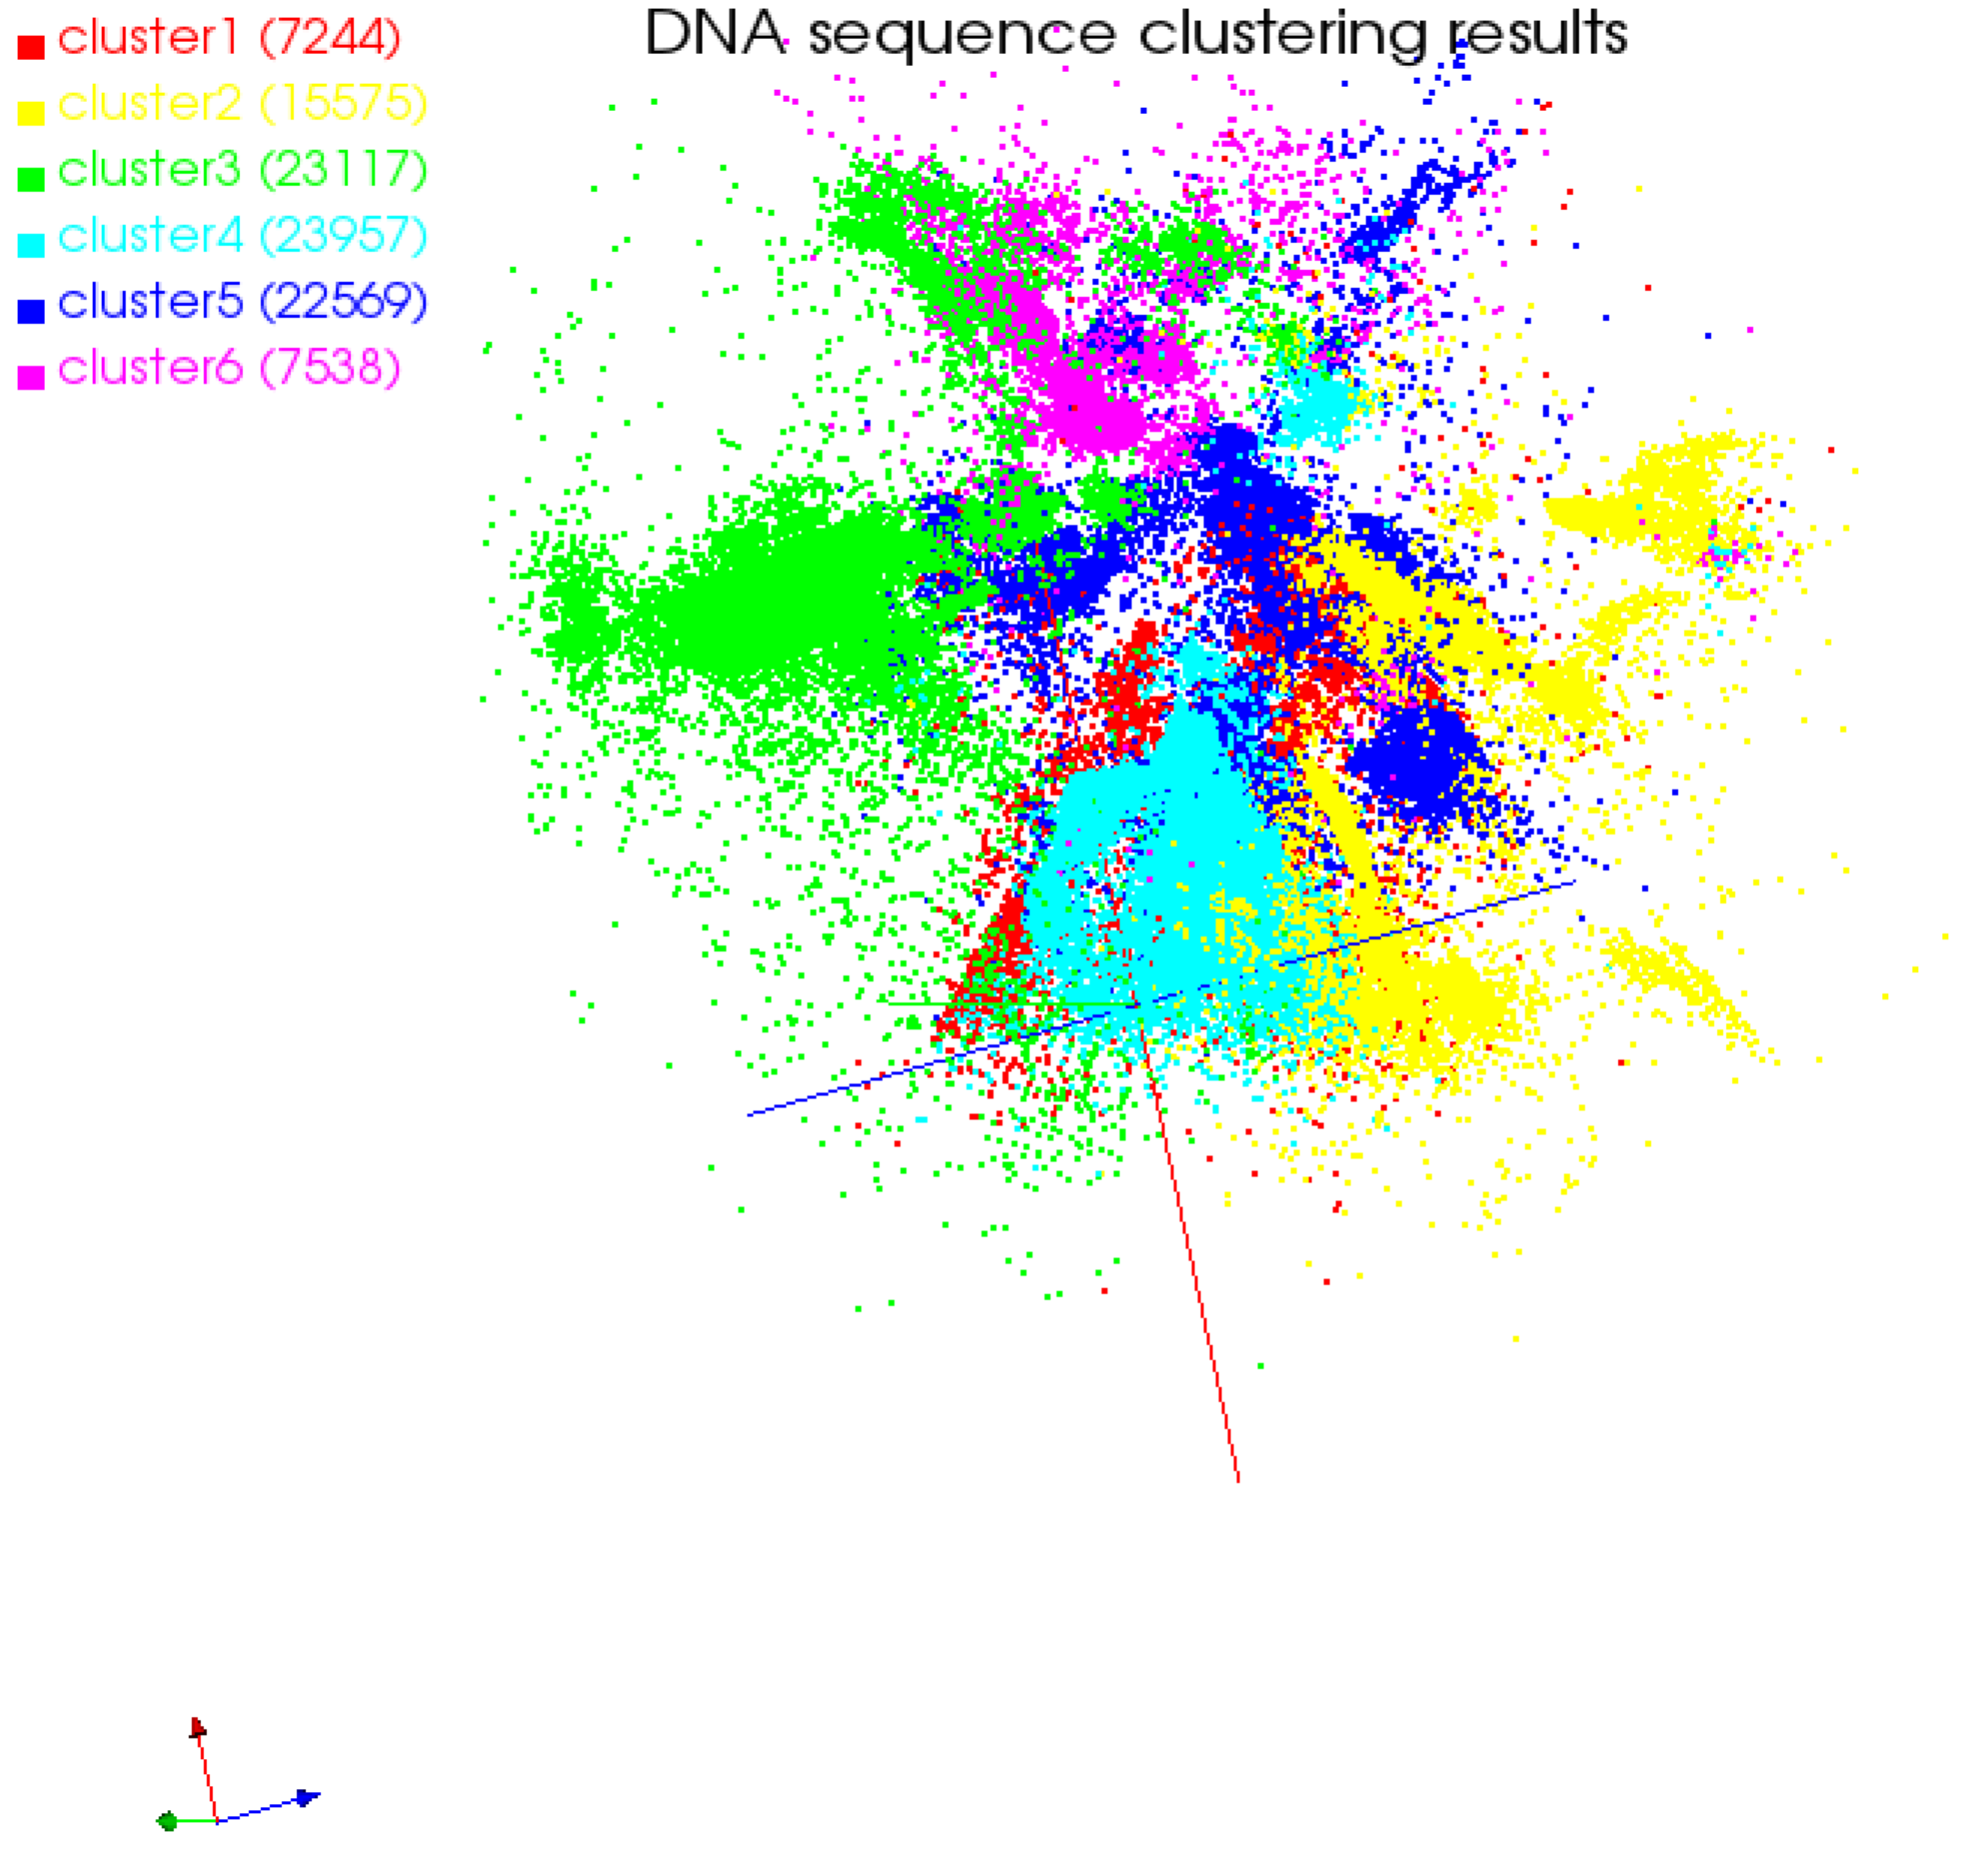 DNA sequence clustering results
cluster1 (7244)
cluster2 (15575)
cluster3 (23117)
cluster4 (23957)
cluster5 (22569)
cluster6 (7538)